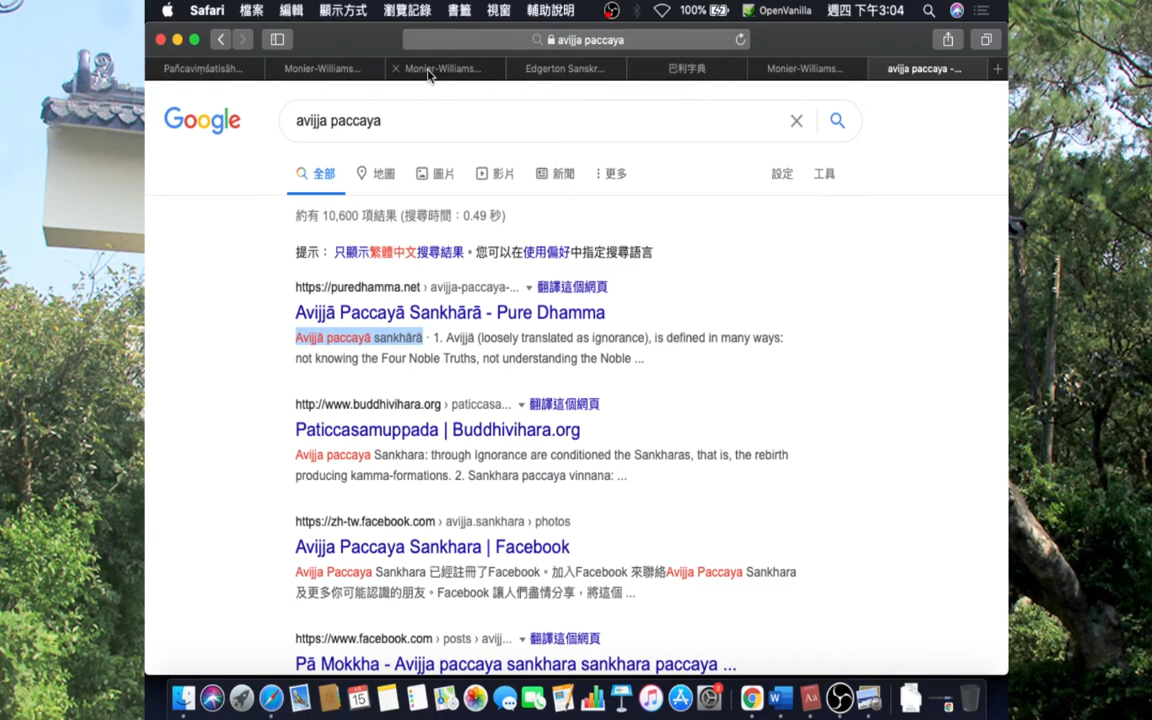 Safari 檔案 編輯 顯示方式 瀏覽記錄 書籤 視窗 輔助說明 100% OpenVanilla 週四 下午3:04
avijja paccaya
Pañcaviṃśatisāh... Monier-Williams... Monier-Williams... Edgerton Sanskr... 巴利字典 Monier-Williams... avijja paccaya -...
Google avijja paccaya
全部 地圖 圖片 影片 新聞 更多 設定 工具
約有 10,600 項結果 (搜尋時間：0.49 秒)
提示： 只顯示繁體中文搜尋結果。您可以在使用偏好中指定搜尋語言
https://puredhamma.net › avijja-paccaya-... 翻譯這個網頁
Avijjā Paccayā Sankhārā - Pure Dhamma
Avijjā paccayā sankhārā · 1. Avijjā (loosely translated as ignorance), is defined in many ways:
not knowing the Four Noble Truths, not understanding the Noble ...
http://www.buddhivihara.org › paticcasa... 翻譯這個網頁
Paticcasamuppada | Buddhivihara.org
Avijja paccaya Sankhara: through Ignorance are conditioned the Sankharas, that is, the rebirth
producing kamma-formations. 2. Sankhara paccaya vinnana: ...
https://zh-tw.facebook.com › avijja.sankhara › photos
Avijja Paccaya Sankhara | Facebook
Avijja Paccaya Sankhara 已經註冊了Facebook。加入Facebook 來聯絡Avijja Paccaya Sankhara
及更多你可能認識的朋友。Facebook 讓人們盡情分享，將這個 ...
https://www.facebook.com › posts › avijj... 翻譯這個網頁
Pā Mokkha - Avijja paccaya sankhara sankhara paccaya ...
15
Aa